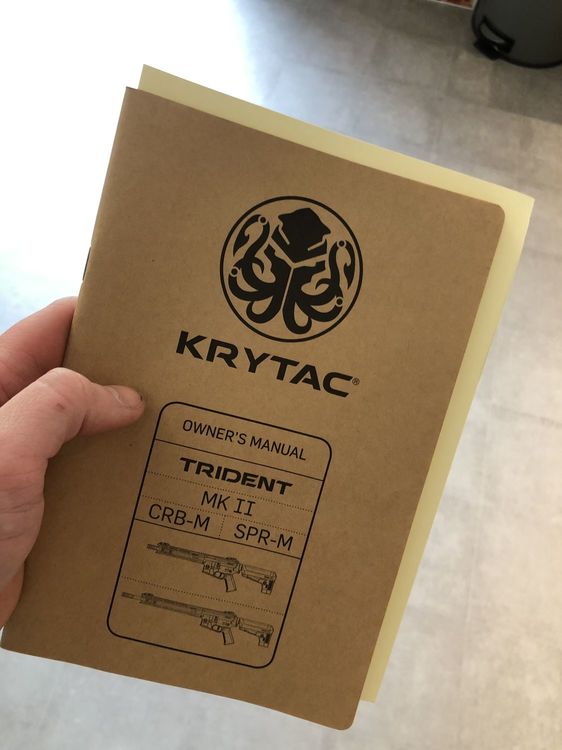 KRYTAC®
OWNER'S MANUAL
TRIDENT
MK II
CRB-M
SPR-M